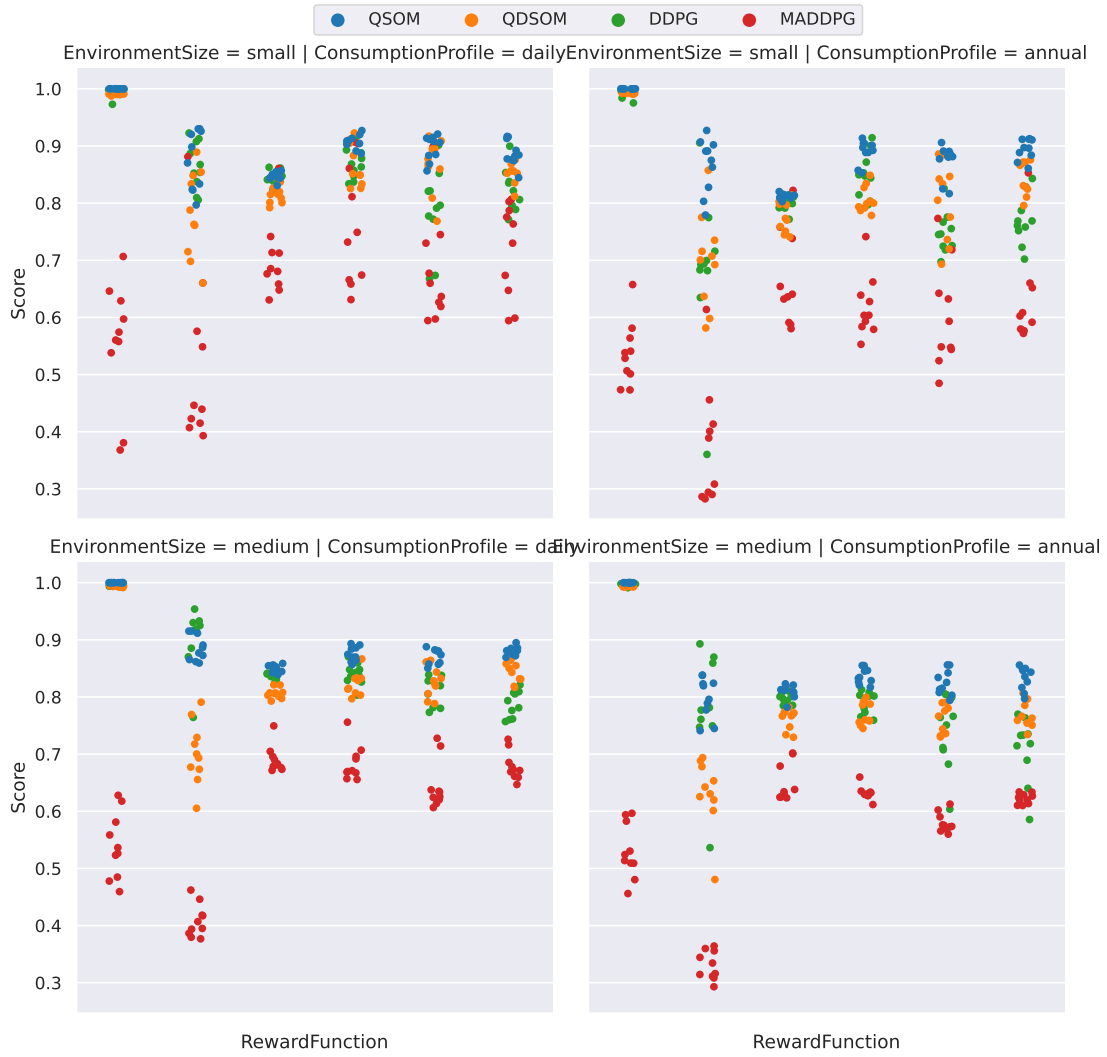 QSOM QDSOM DDPG MADDPG
EnvironmentSize = small | ConsumptionProfile = daily
EnvironmentSize = small | ConsumptionProfile = annual
1.0
0.9
0.8
0.7
0.6
0.5
0.4
0.3
Score
EnvironmentSize = medium | ConsumptionProfile = daily
EnvironmentSize = medium | ConsumptionProfile = annual
1.0
0.9
0.8
0.7
0.6
0.5
0.4
0.3
Score
RewardFunction
RewardFunction